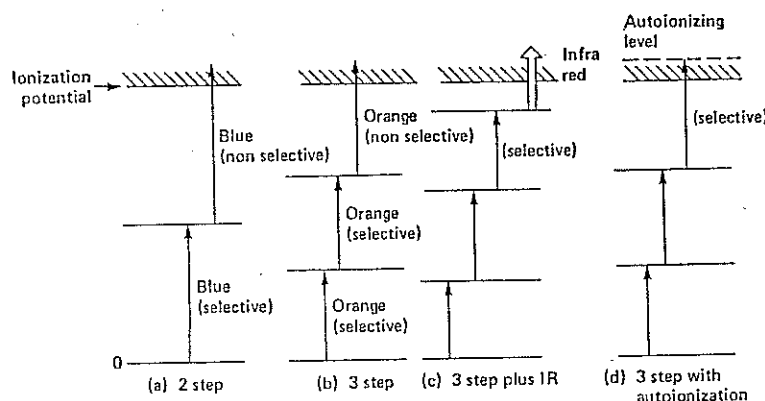 Ionization
potential
0
Blue
(non selective)
Blue
(selective)
(a) 2 step
Orange
(non selective)
Orange
(selective)
Orange
(selective)
(b) 3 step
Infra
red
(selective)
(c) 3 step plus IR
Autoionizing
level
(selective)
(d) 3 step with
autoionization